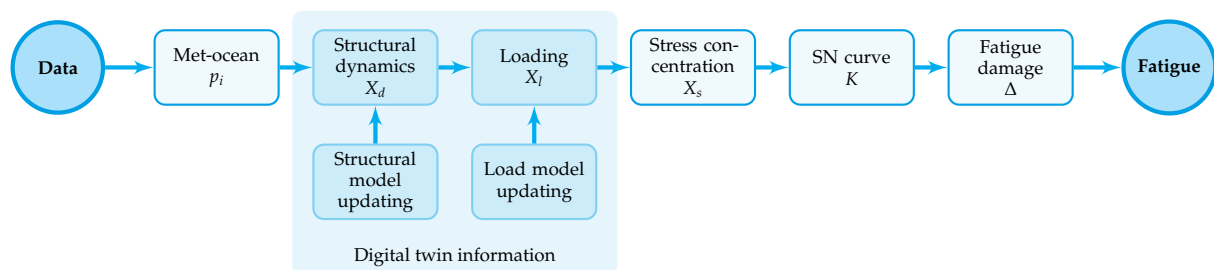 Data
Met-ocean
p_i
Structural
dynamics
X_d
Loading
X_l
Stress con-
centration
X_s
SN curve
K
Fatigue
damage
Δ
Fatigue
Structural
model
updating
Load model
updating
Digital twin information